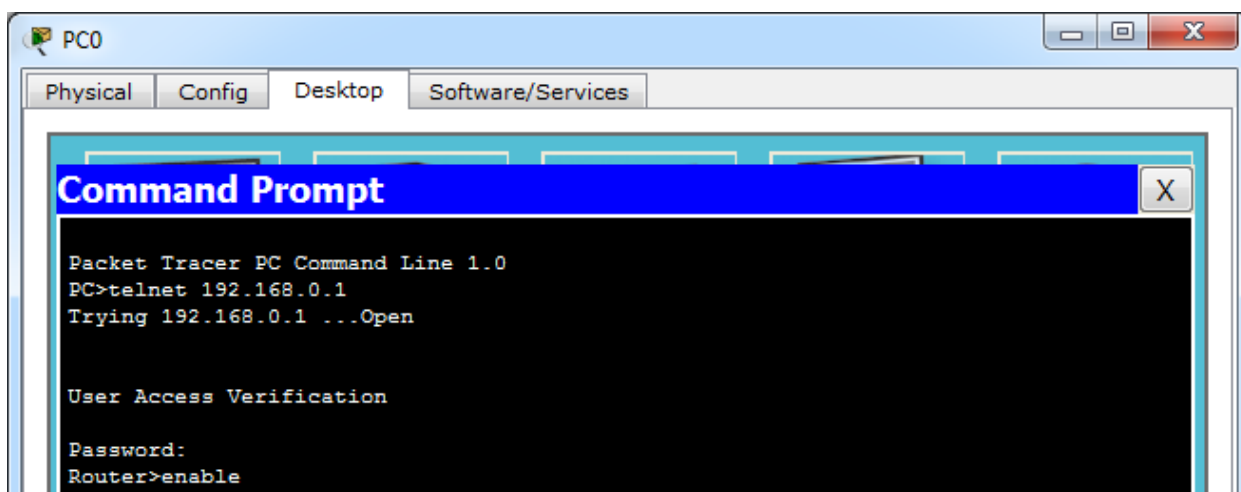 PC0
Physical Config Desktop Software/Services
Command Prompt X
Packet Tracer PC Command Line 1.0
PC>telnet 192.168.0.1
Trying 192.168.0.1 ...Open
User Access Verification
Password:
Router>enable